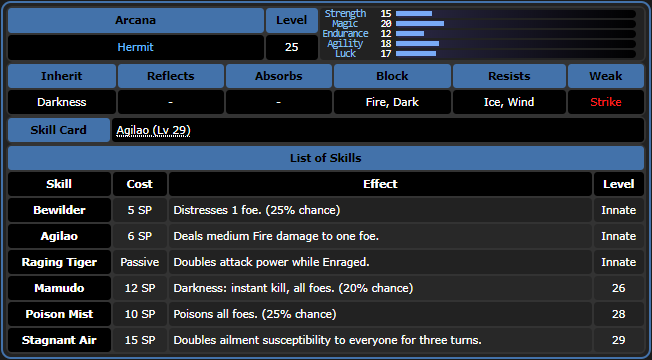 Arcana Level
Hermit 25
Strength 15
Magic 20
Endurance 12
Agility 18
Luck 17
Inherit Reflects Absorbs Block Resists Weak
Darkness - - Fire, Dark Ice, Wind Strike
Skill Card Agilao (Lv 29)
List of Skills
Skill Cost Effect Level
Bewilder 5 SP Distresses 1 foe. (25% chance) Innate
Agilao 6 SP Deals medium Fire damage to one foe. Innate
Raging Tiger Passive Doubles attack power while Enraged. Innate
Mamudo 12 SP Darkness: instant kill, all foes. (20% chance) 26
Poison Mist 10 SP Poisons all foes. (25% chance) 28
Stagnant Air 15 SP Doubles ailment susceptibility to everyone for three turns. 29